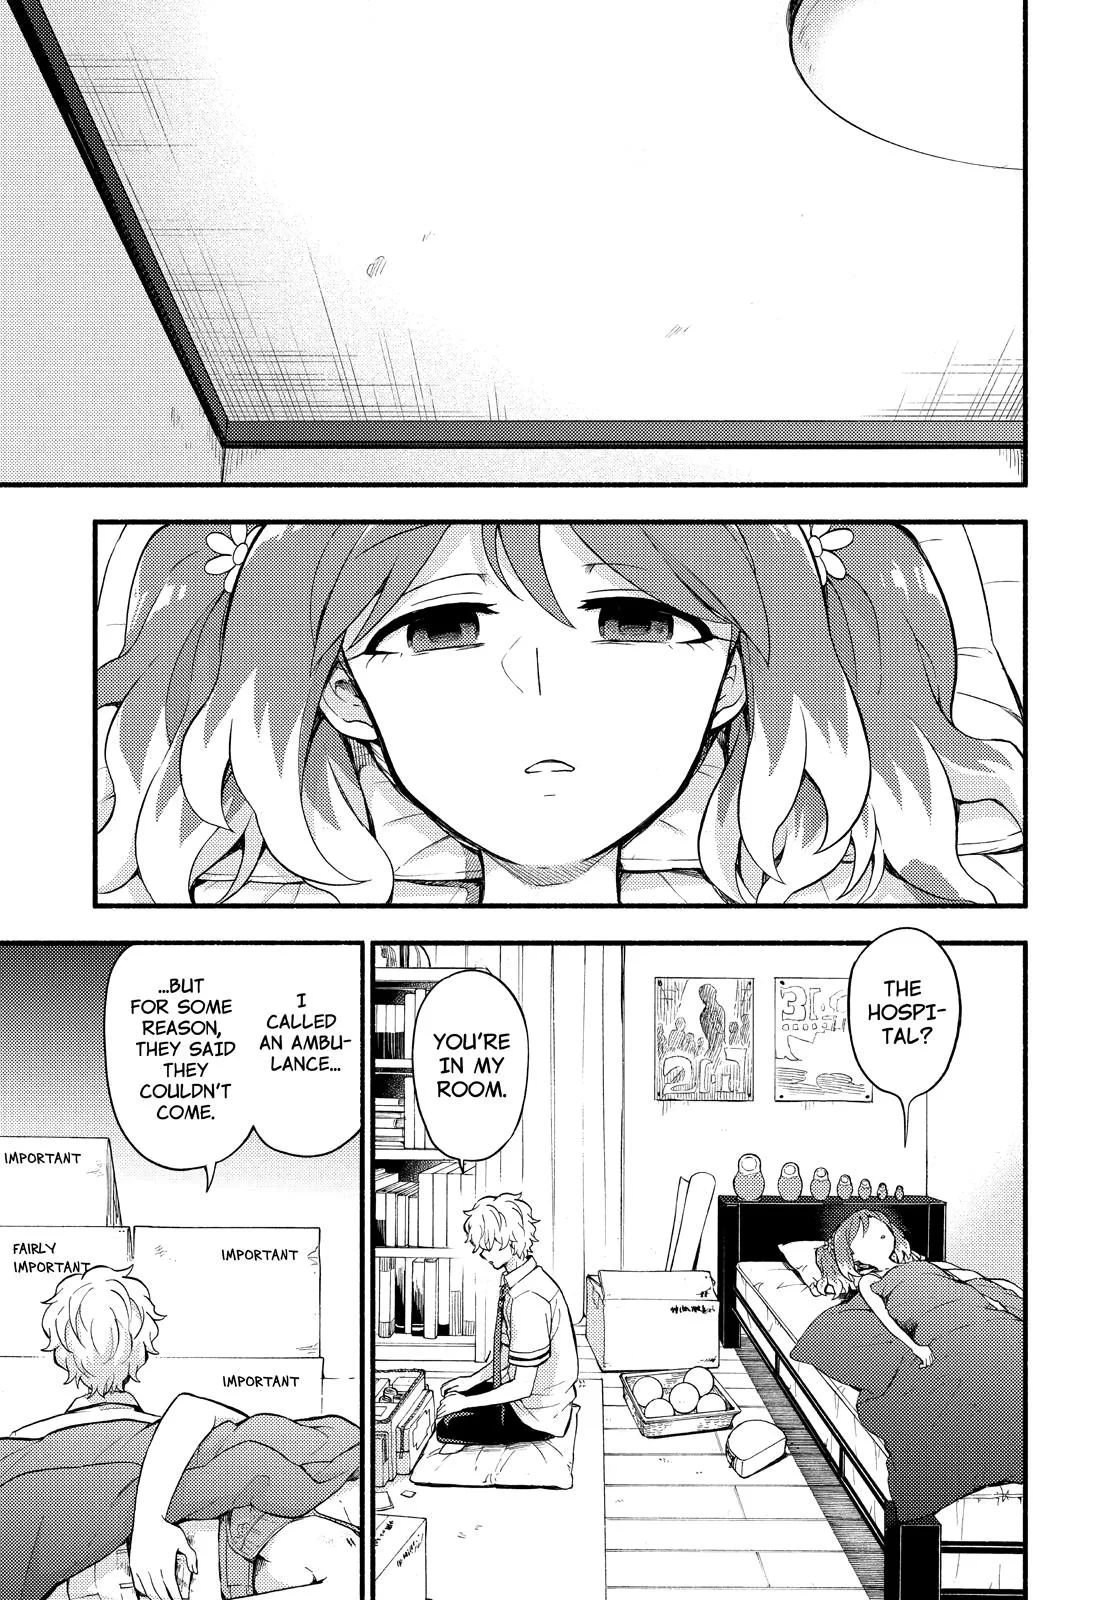 THE
HOSPI-
TAL?
YOU'RE
IN MY
ROOM.
I
CALLED
AN AMBU-
LANCE...
...BUT
FOR SOME
REASON,
THEY SAID
THEY
COULDN'T
COME.
IMPORTANT
FAIRLY
IMPORTANT
IMPORTANT
IMPORTANT